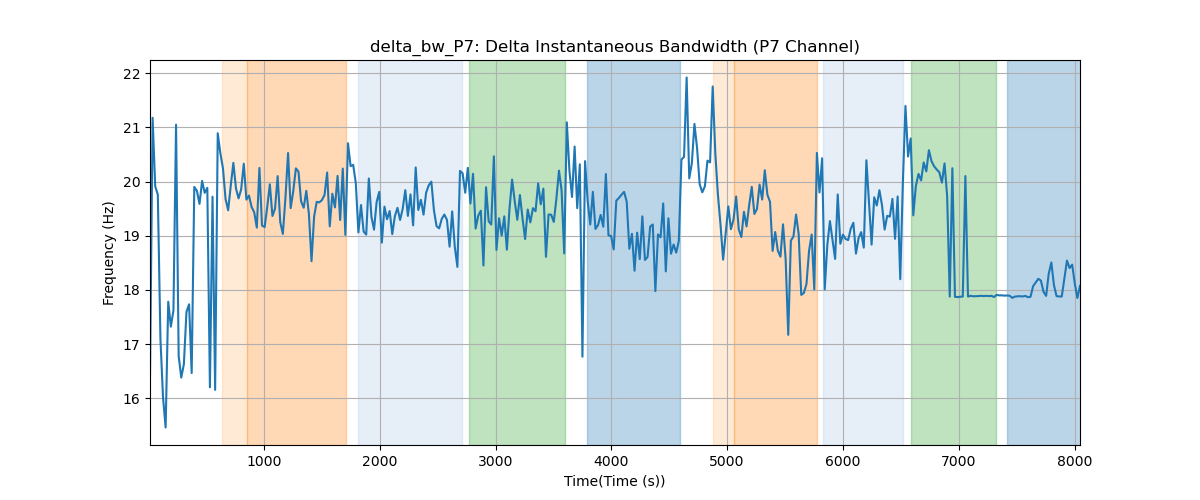 delta_bw_P7: Delta Instantaneous Bandwidth (P7 Channel)
Frequency (Hz)
22
21
20
19
18
17
16
1000 2000 3000 4000 5000 6000 7000 8000
Time(Time (s))